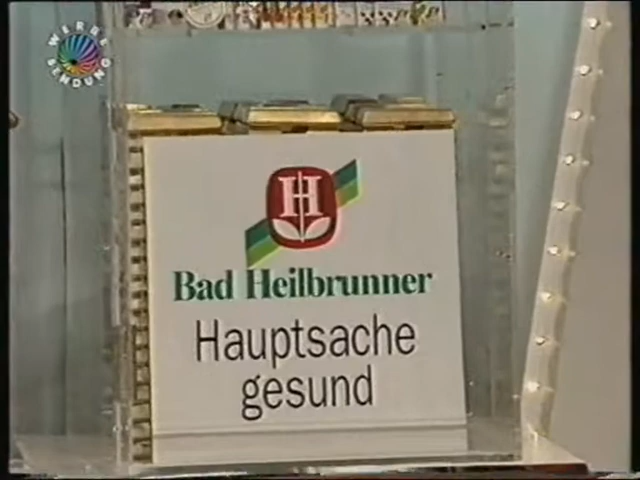 WERBE
SENDUNG
H
Bad Heilbrunner
Hauptsache
gesund